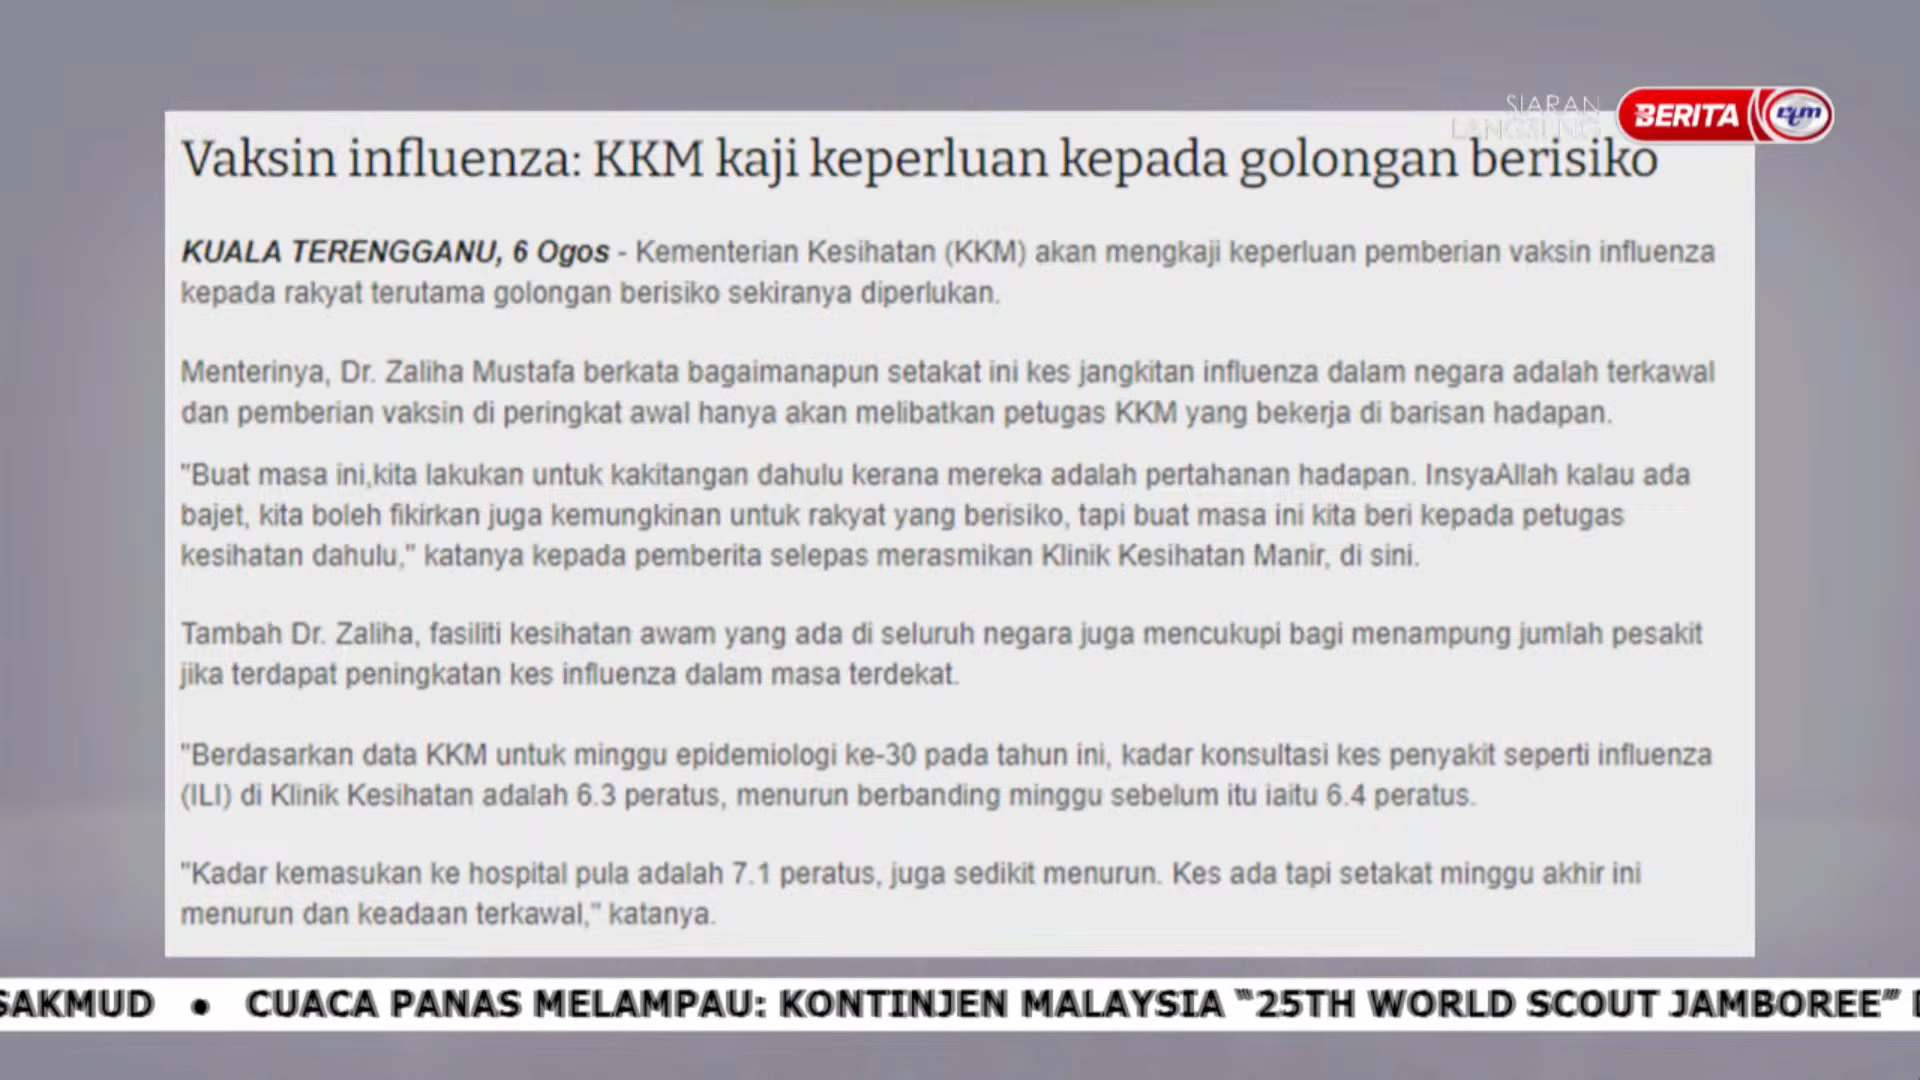 SIARAN
LANGSUNG
BERITA rtm
Vaksin influenza: KKM kaji keperluan kepada golongan berisiko
KUALA TERENGGANU, 6 Ogos - Kementerian Kesihatan (KKM) akan mengkaji keperluan pemberian vaksin influenza
kepada rakyat terutama golongan berisiko sekiranya diperlukan.
Menterinya, Dr. Zaliha Mustafa berkata bagaimanapun setakat ini kes jangkitan influenza dalam negara adalah terkawal
dan pemberian vaksin di peringkat awal hanya akan melibatkan petugas KKM yang bekerja di barisan hadapan.
"Buat masa ini,kita lakukan untuk kakitangan dahulu kerana mereka adalah pertahanan hadapan. InsyaAllah kalau ada
bajet, kita boleh fikirkan juga kemungkinan untuk rakyat yang berisiko, tapi buat masa ini kita beri kepada petugas
kesihatan dahulu," katanya kepada pemberita selepas merasmikan Klinik Kesihatan Manir, di sini.
Tambah Dr. Zaliha, fasiliti kesihatan awam yang ada di seluruh negara juga mencukupi bagi menampung jumlah pesakit
jika terdapat peningkatan kes influenza dalam masa terdekat.
"Berdasarkan data KKM untuk minggu epidemiologi ke-30 pada tahun ini, kadar konsultasi kes penyakit seperti influenza
(ILI) di Klinik Kesihatan adalah 6.3 peratus, menurun berbanding minggu sebelum itu iaitu 6.4 peratus.
"Kadar kemasukan ke hospital pula adalah 7.1 peratus, juga sedikit menurun. Kes ada tapi setakat minggu akhir ini
menurun dan keadaan terkawal," katanya.
SAKMUD • CUACA PANAS MELAMPAU: KONTINJEN MALAYSIA "25TH WORLD SCOUT JAMBOREE"